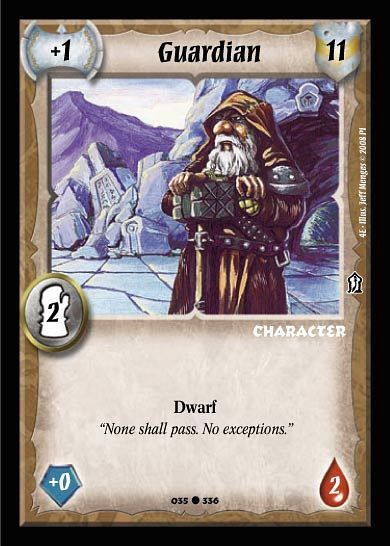 +1 Guardian 11
4E - Illus. Jeff Menges © 2008 PI
2
CHARACTER
Dwarf
“None shall pass. No exceptions.”
+0
035 ● 336
2